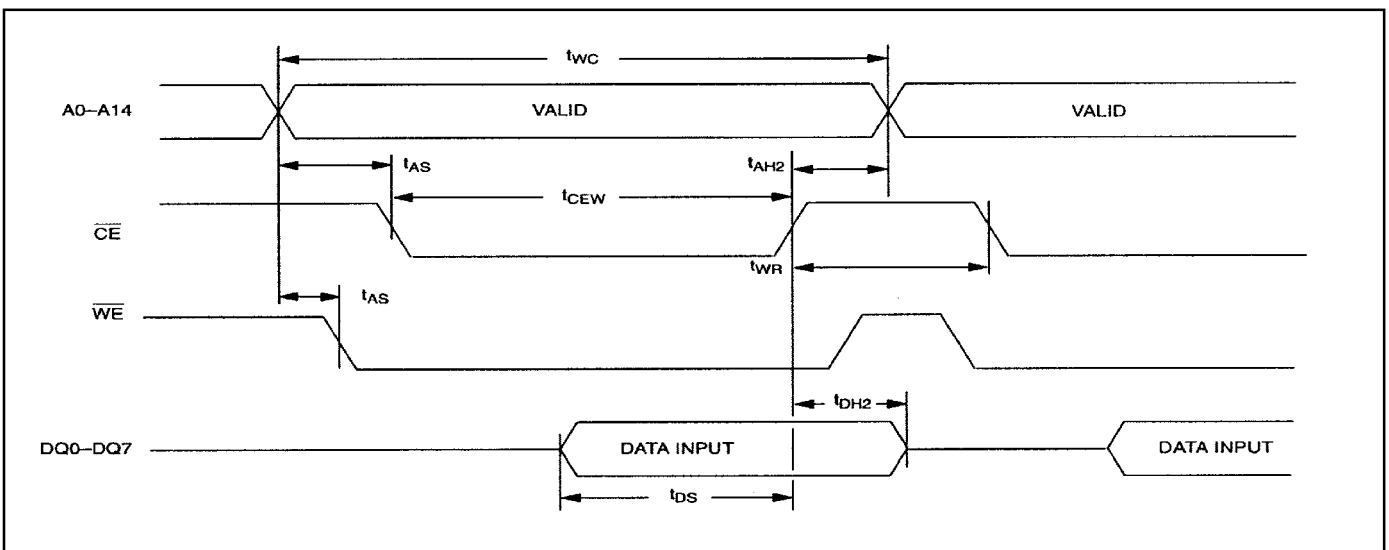 tWC
A0–A14 VALID VALID
tAS tAH2
tCEW
CE
tWR
tAS
WE
tDH2
DQ0–DQ7 DATA INPUT DATA INPUT
tDS